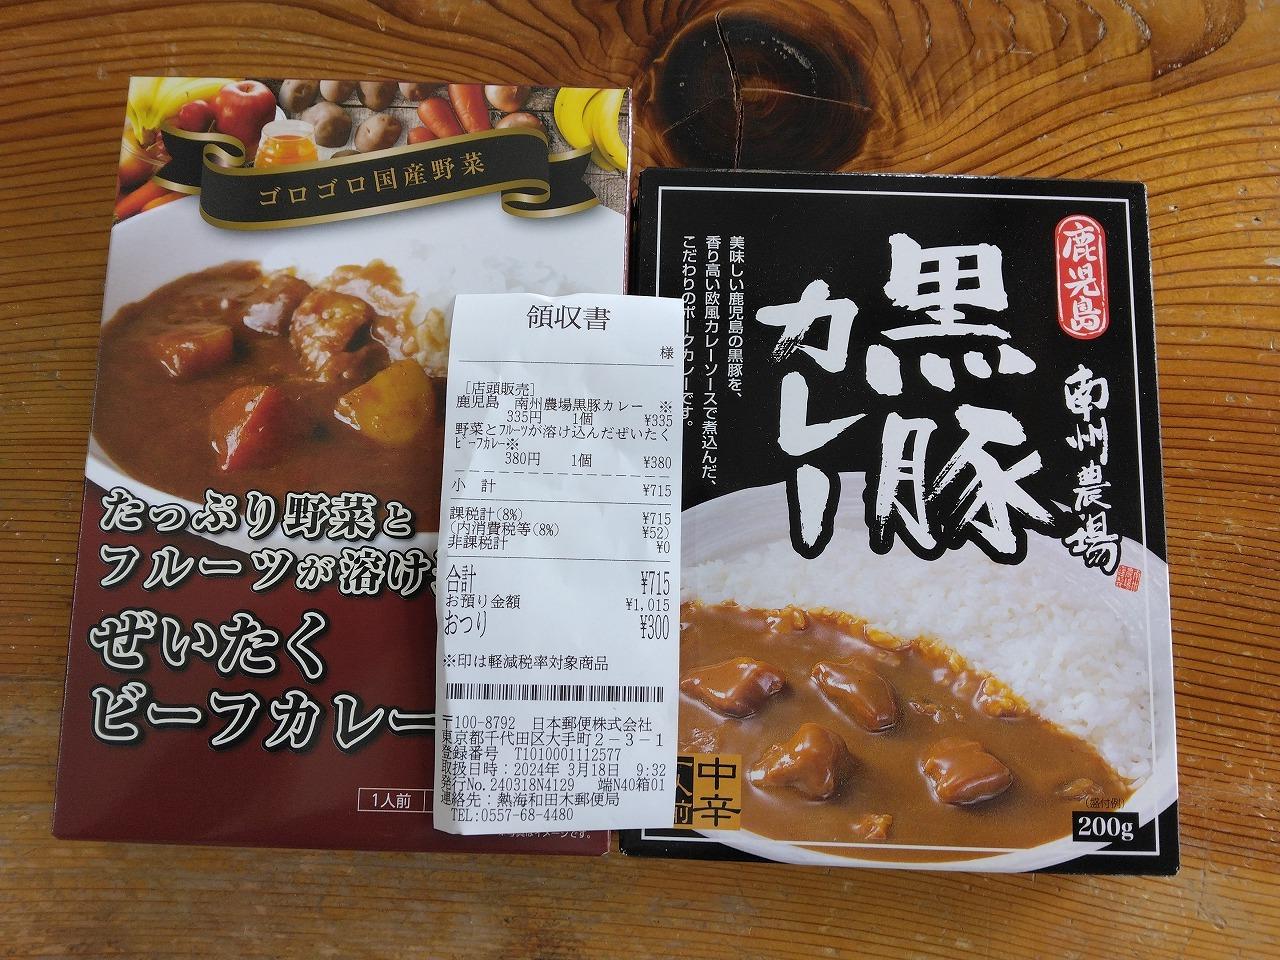 ゴロゴロ国産野菜
たっぷり野菜と
フルーツが溶け
ぜいたく
ビーフカレー
1人前
領収書
様
[店頭販売]
鹿児島 南州農場黒豚カレー ※
335円 1個 ¥335
野菜とフルーツが溶け込んだぜいたく
ビーフカレー※
380円 1個 ¥380
小 計 ¥715
課税計(8%) ¥715
(内消費税等(8%) ¥52)
非課税計 ¥0
合計 ¥715
お預り金額 ¥1,015
おつり ¥300
※印は軽減税率対象商品
〒100-8792 日本郵便株式会社
東京都千代田区大手町2-3-1
登録番号 T1010001112577
取扱日時:2024年 3月18日 9:32
発行No.240318N4129 端N40箱01
連絡先:熱海和田木郵便局
TEL:0557-68-4480
鹿児島
南州農場
黒豚
カレー
美味しい鹿児島の黒豚を、
香り高い欧風カレーソースで煮込んだ、
こだわりのポークカレーです。
中辛
人前
(盛付例)
200g